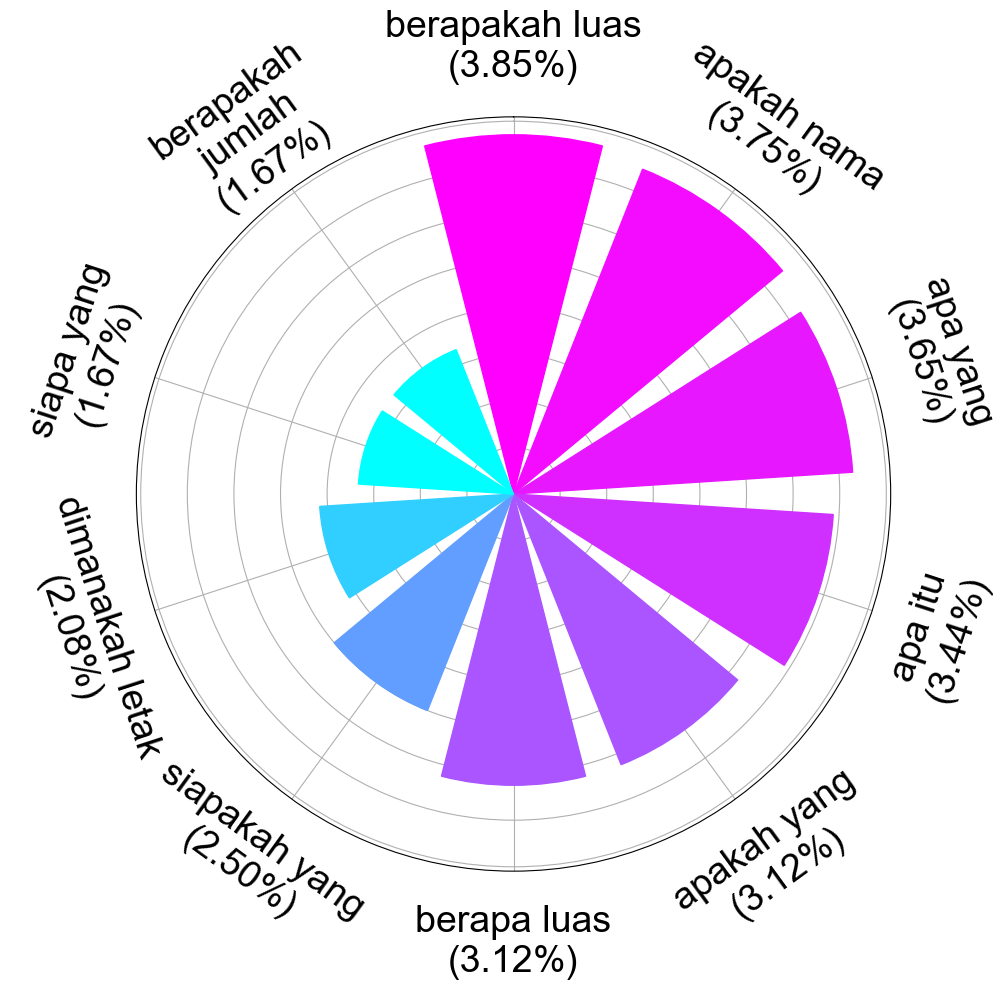 berapakah luas
(3.85%)
apakah nama
(3.75%)
apa yang
(3.65%)
apa itu
(3.44%)
apakah yang
(3.12%)
berapa luas
(3.12%)
siapakah yang
(2.50%)
dimanakah letak
(2.08%)
siapa yang
(1.67%)
berapakah
jumlah
(1.67%)